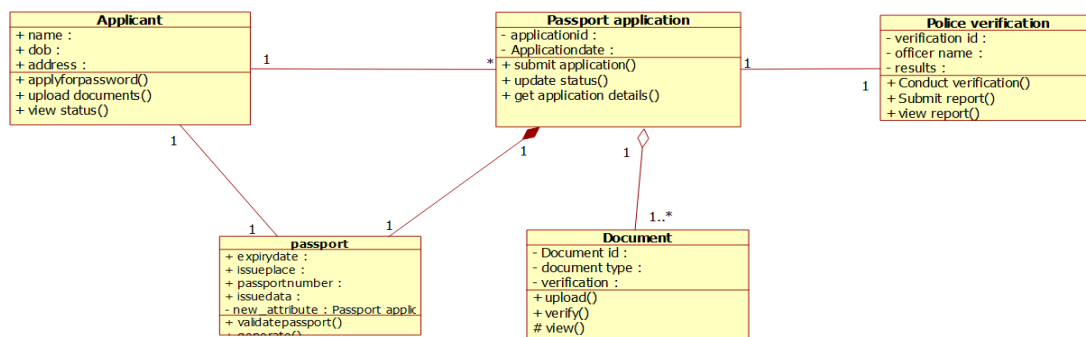 Applicant
+ name :
+ dob :
+ address :
+ applyforpassword()
+ upload documents()
+ view status()
1
*
Passport application
- applicationid :
- Applicationdate :
+ submit application()
+ update status()
+ get application details()
1
1
Police verification
- verification id :
- officer name :
- results :
+ Conduct verification()
+ Submit report()
+ view report()
1
1
1
1
1
1..*
passport
+ expirydate :
+ issueplace :
+ passportnumber :
+ issuedata :
- new_attribute : Passport applic
+ validatepassport()
+ generate()
Document
- Document id :
- document type :
- verification :
+ upload()
+ verify()
# view()